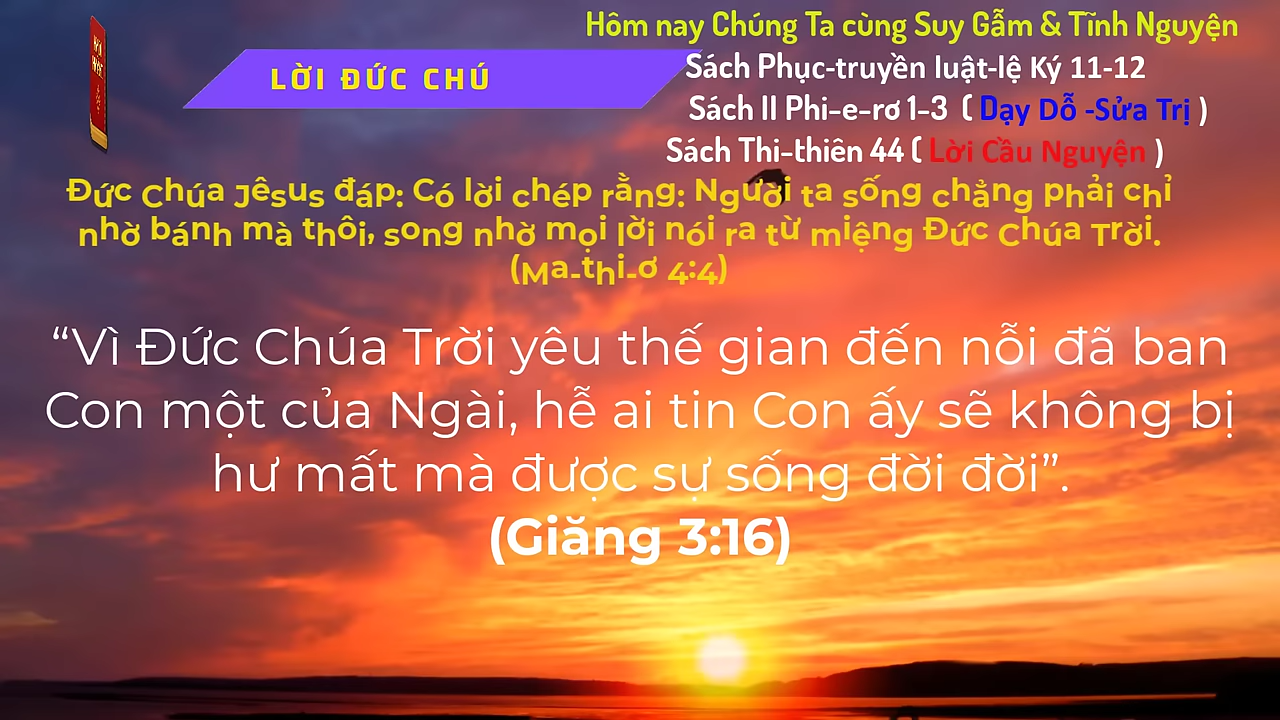 Hôm nay Chúng Ta cùng Suy Gẫm & Tĩnh Nguyện
LỜI ĐỨC CHÚ
Sách Phục-truyền luật-lệ Ký 11-12
Sách II Phi-e-rơ 1-3 ( Dạy Dỗ -Sửa Trị )
Sách Thi-thiên 44 ( Lời Cầu Nguyện )
Đức Chúa Jêsus đáp: Có lời chép rằng: Người ta sống chẳng phải chỉ
nhờ bánh mà thôi, song nhờ mọi lời nói ra từ miệng Đức Chúa Trời.
(Ma-thi-ơ 4:4)
“Vì Đức Chúa Trời yêu thế gian đến nỗi đã ban
Con một của Ngài, hễ ai tin Con ấy sẽ không bị
hư mất mà được sự sống đời đời”.
(Giăng 3:16)